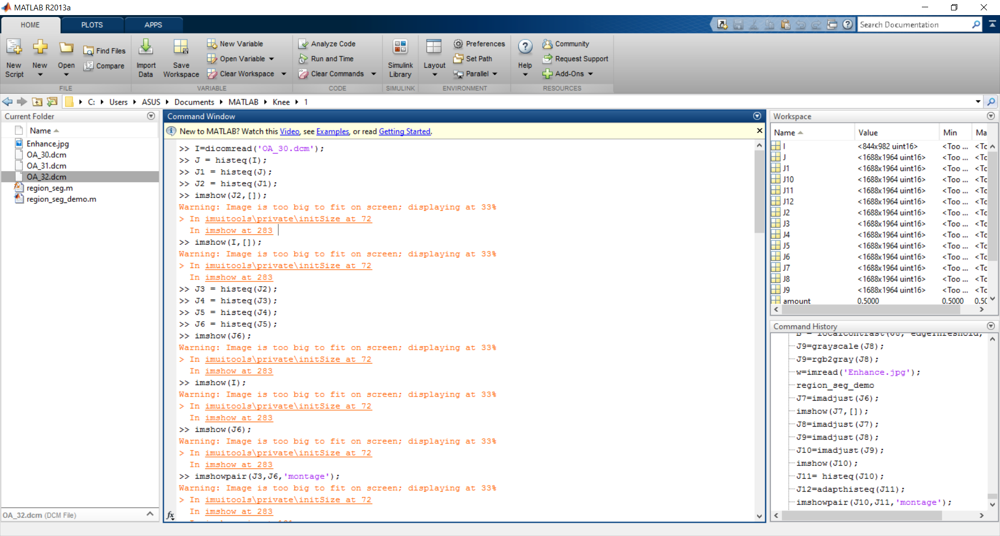 MATLAB R2013a
HOME PLOTS APPS Search Documentation
New Script New Open Find Files Compare Import Data Save Workspace New Variable Open Variable Clear Workspace Analyze Code Run and Time Clear Commands Simulink Library Layout Preferences Set Path Parallel Help Community Request Support Add-Ons
FILE VARIABLE CODE SIMULINK ENVIRONMENT RESOURCES
C: Users ASUS Documents MATLAB Knee 1
Current Folder
Name
Enhance.jpg
OA_30.dcm
OA_31.dcm
OA_32.dcm
region_seg.m
region_seg_demo.m
OA_32.dcm (DCM File)
Command Window
New to MATLAB? Watch this Video, see Examples, or read Getting Started.
>> I=dicomread('OA_30.dcm');
>> J = histeq(I);
>> J1 = histeq(J);
>> J2 = histeq(J1);
>> imshow(J2,[]);
Warning: Image is too big to fit on screen; displaying at 33%
> In imuitools\private\initSize at 72
In imshow at 283
>> imshow(I,[]);
Warning: Image is too big to fit on screen; displaying at 33%
> In imuitools\private\initSize at 72
In imshow at 283
>> J3 = histeq(J2);
>> J4 = histeq(J3);
>> J5 = histeq(J4);
>> J6 = histeq(J5);
>> imshow(J6);
Warning: Image is too big to fit on screen; displaying at 33%
> In imuitools\private\initSize at 72
In imshow at 283
>> imshow(I);
Warning: Image is too big to fit on screen; displaying at 33%
> In imuitools\private\initSize at 72
In imshow at 283
>> imshow(J6);
Warning: Image is too big to fit on screen; displaying at 33%
> In imuitools\private\initSize at 72
In imshow at 283
>> imshowpair(J3,J6,'montage');
Warning: Image is too big to fit on screen; displaying at 33%
> In imuitools\private\initSize at 72
In imshow at 283
fx
Workspace
Name Value Min Ma
I <844x982 uint16> <Too ... <Tc
J <1688x1964 uint16> <Too ... <Tc
J1 <1688x1964 uint16> <Too ... <Tc
J10 <1688x1964 uint16> <Too ... <Tc
J11 <1688x1964 uint16> <Too ... <Tc
J12 <1688x1964 uint16> <Too ... <Tc
J2 <1688x1964 uint16> <Too ... <Tc
J3 <1688x1964 uint16> <Too ... <Tc
J4 <1688x1964 uint16> <Too ... <Tc
J5 <1688x1964 uint16> <Too ... <Tc
J6 <1688x1964 uint16> <Too ... <Tc
J7 <1688x1964 uint16> <Too ... <Tc
J8 <1688x1964 uint16> <Too ... <Tc
J9 <1688x1964 uint16> <Too ... <Tc
amount 0.5000 0.5000 0.50
Command History
J9=grayscale(J8);
J9=rgb2gray(J8);
w=imread('Enhance.jpg');
region_seg_demo
J7=imadjust(J6);
imshow(J7,[]);
J8=imadjust(J7);
J9=imadjust(J8);
J10=imadjust(J9);
imshow(J10);
J11= histeq(J10);
J12=adapthisteq(J11);
imshowpair(J10,J11,'montage');